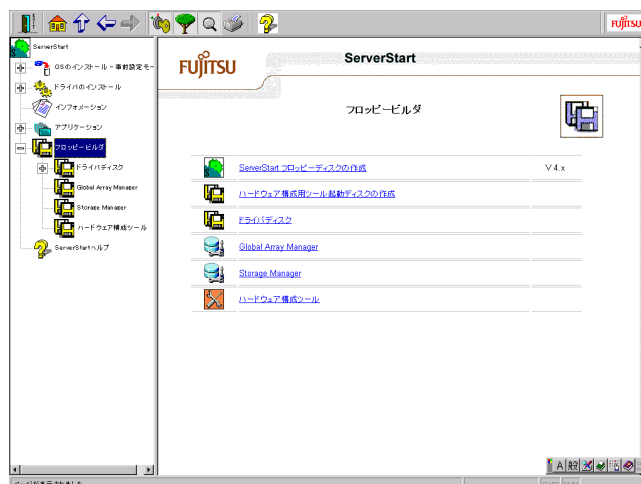 FUJITSU
ServerStart
OSのインストール - 事前設定モー
ドライバのインストール
インフォメーション
アプリケーション
フロッピービルダ
ドライバディスク
Global Array Manager
Storage Manager
ハードウェア構成ツール
ServerStartヘルプ
FUJITSU
ServerStart
フロッピービルダ
ServerStart フロッピーディスクの作成
V 4.x
ハードウェア構成用ツール起動ディスクの作成
ドライバディスク
Global Array Manager
Storage Manager
ハードウェア構成ツール
A 般